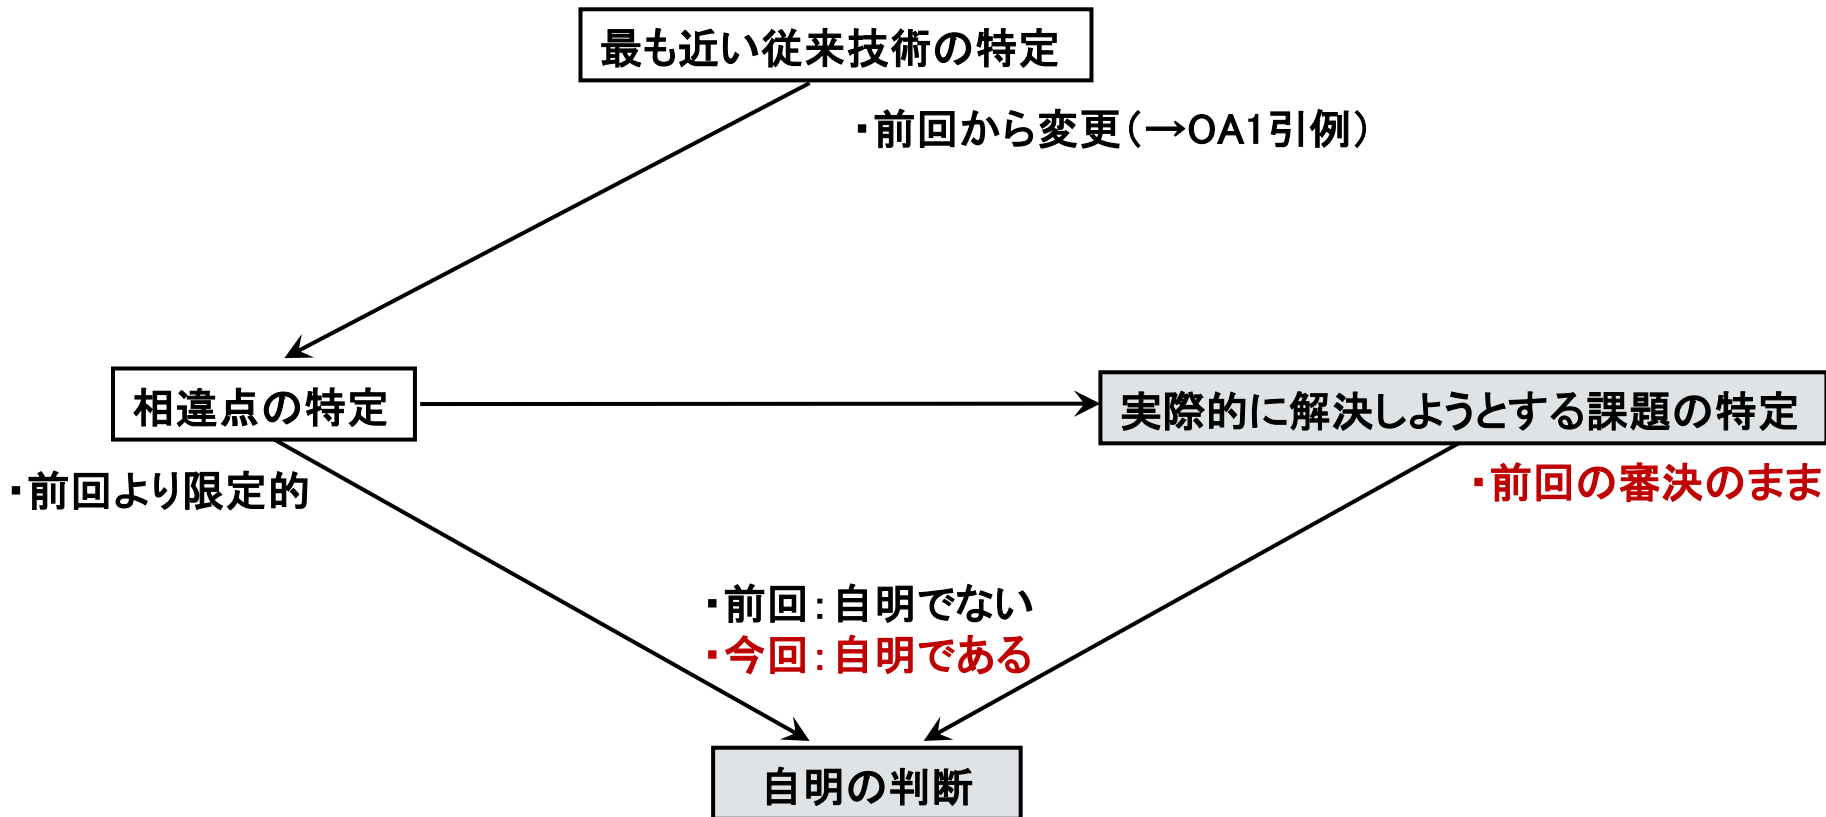 最も近い従来技術の特定
・前回から変更(→OA1引例)
相違点の特定
実際的に解決しようとする課題の特定
・前回より限定的
・前回の審決のまま
・前回:自明でない
・今回:自明である
自明の判断